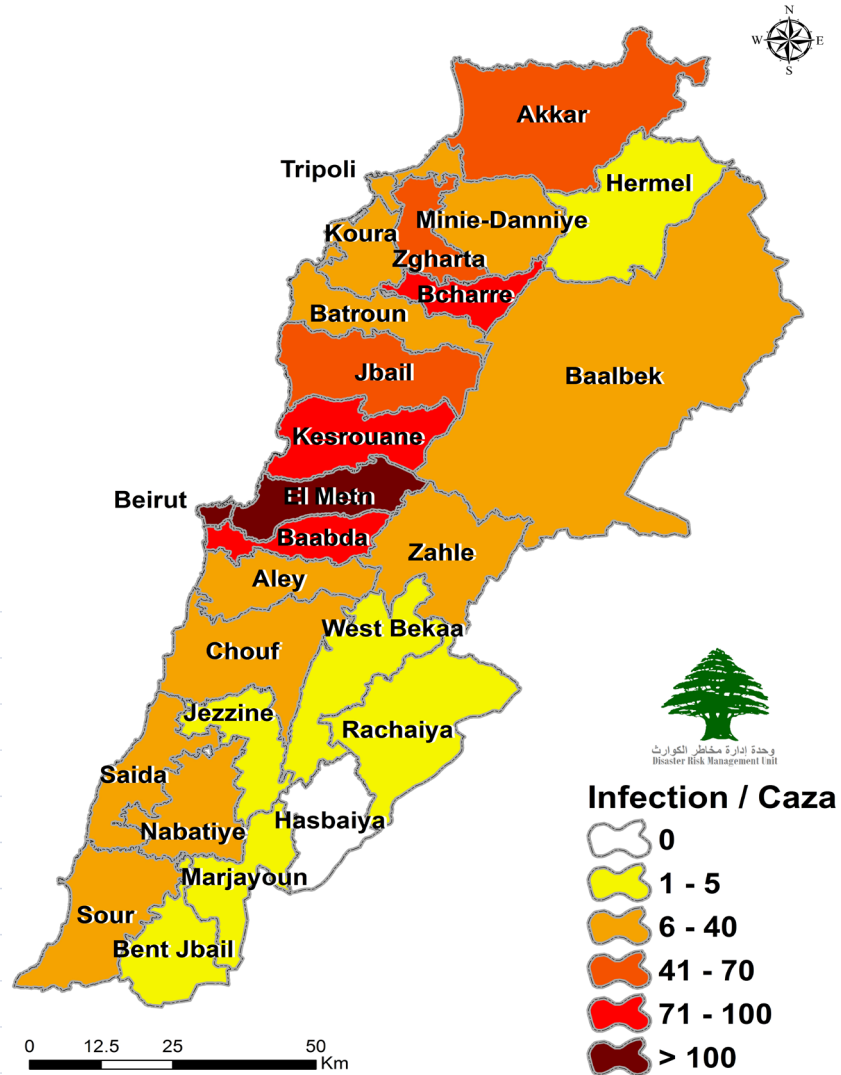 N
W E
S
Akkar
Tripoli
Hermel
Minie-Danniye
Koura
Zgharta
Bcharre
Batroun
Jbail
Baalbek
Kesrouane
El Metn
Beirut
Baabda
Zahle
Aley
West Bekaa
Chouf
Jezzine
Rachaiya
Saida
Hasbaiya
Nabatiye
Marjayoun
Sour
Bent Jbail
وحدة إدارة مخاطر الكوارث
Disaster Risk Management Unit
Infection / Caza
0
1 - 5
6 - 40
41 - 70
71 - 100
> 100
0 12.5 25 50
Km